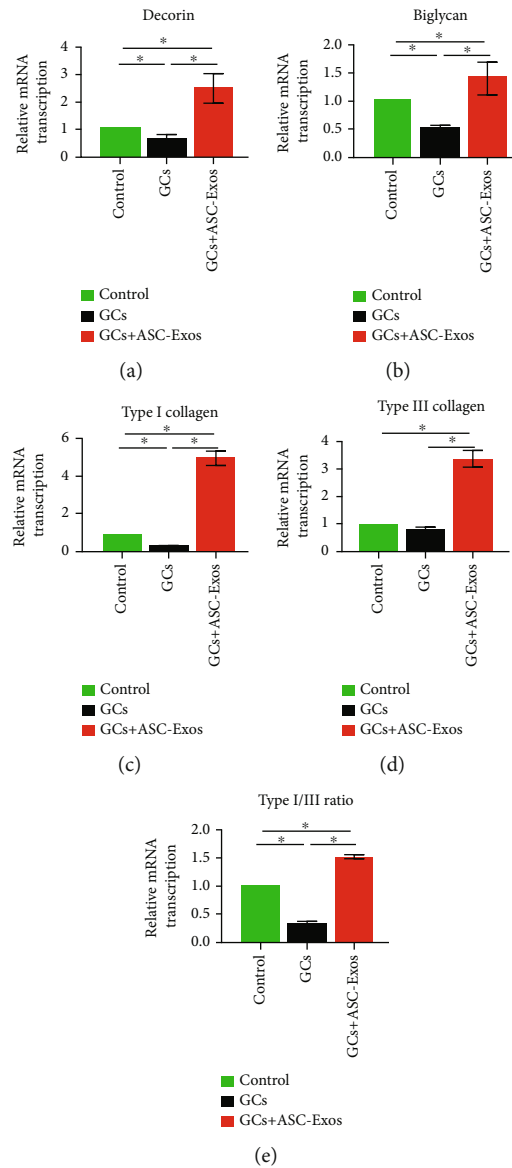 Decorin
Relative mRNA
transcription
6
4
3
2
1
0
*
*
*
Control
GCs
GCs+ASC-Exos
Control
GCs
GCs+ASC-Exos
(a)
Biglycan
Relative mRNA
transcription
2.0
1.5
1.0
0.5
0.0
*
*
*
Control
GCs
GCs+ASC-Exos
Control
GCs
GCs+ASC-Exos
(b)
Type I collagen
Relative mRNA
transcription
6
4
2
0
*
*
*
Control
GCs
GCs+ASC-Exos
Control
GCs
GCs+ASC-Exos
(c)
Type III collagen
Relative mRNA
transcription
4
3
2
1
0
*
*
Control
GCs
GCs+ASC-Exos
Control
GCs
GCs+ASC-Exos
(d)
Type I/III ratio
Relative mRNA
transcription
2.0
1.5
1.0
0.5
0.0
*
*
*
Control
GCs
GCs+ASC-Exos
Control
GCs
GCs+ASC-Exos
(e)